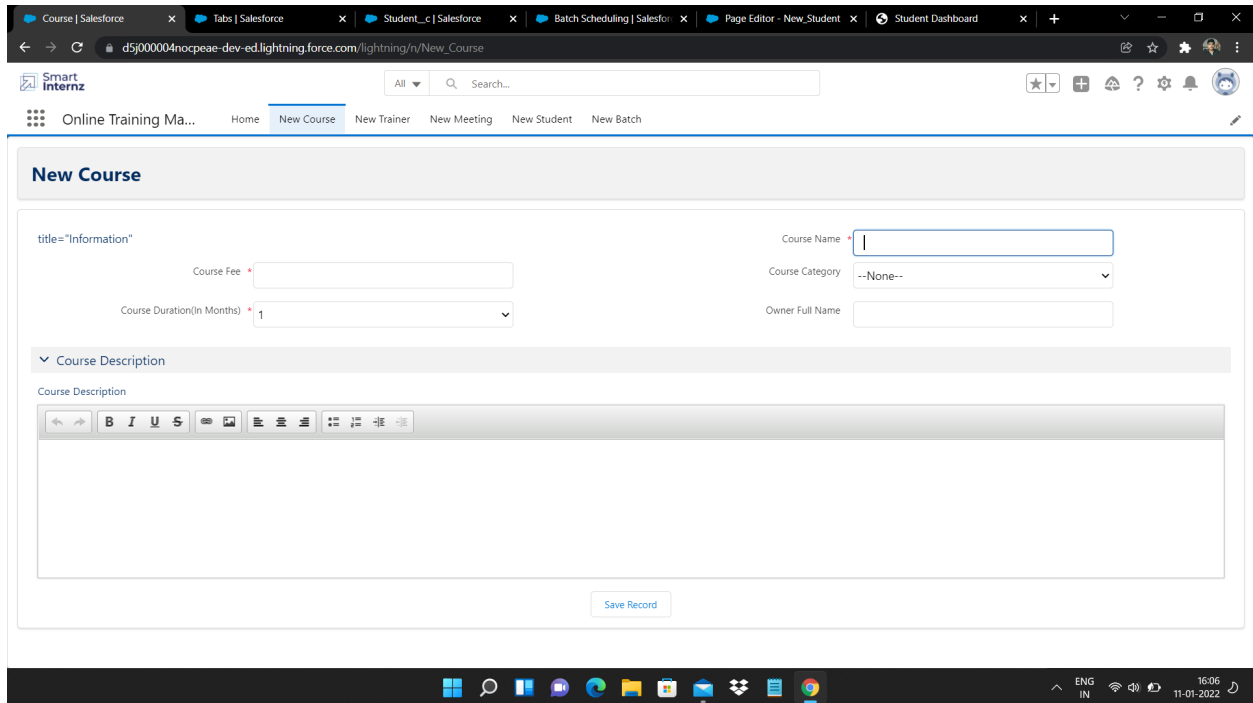 Course | Salesforce Tabs | Salesforce Student__c | Salesforce Batch Scheduling | Salesfor Page Editor - New_Student Student Dashboard
d5j000004nocpeae-dev-ed.lightning.force.com/lightning/n/New_Course
Smart
Internz
All Search...
Online Training Ma... Home New Course New Trainer New Meeting New Student New Batch
New Course
title="Information" Course Name *
Course Fee * Course Category --None--
Course Duration(In Months) * 1 Owner Full Name
Course Description
Course Description
B I U S
Save Record
ENG 16:06
IN 11-01-2022